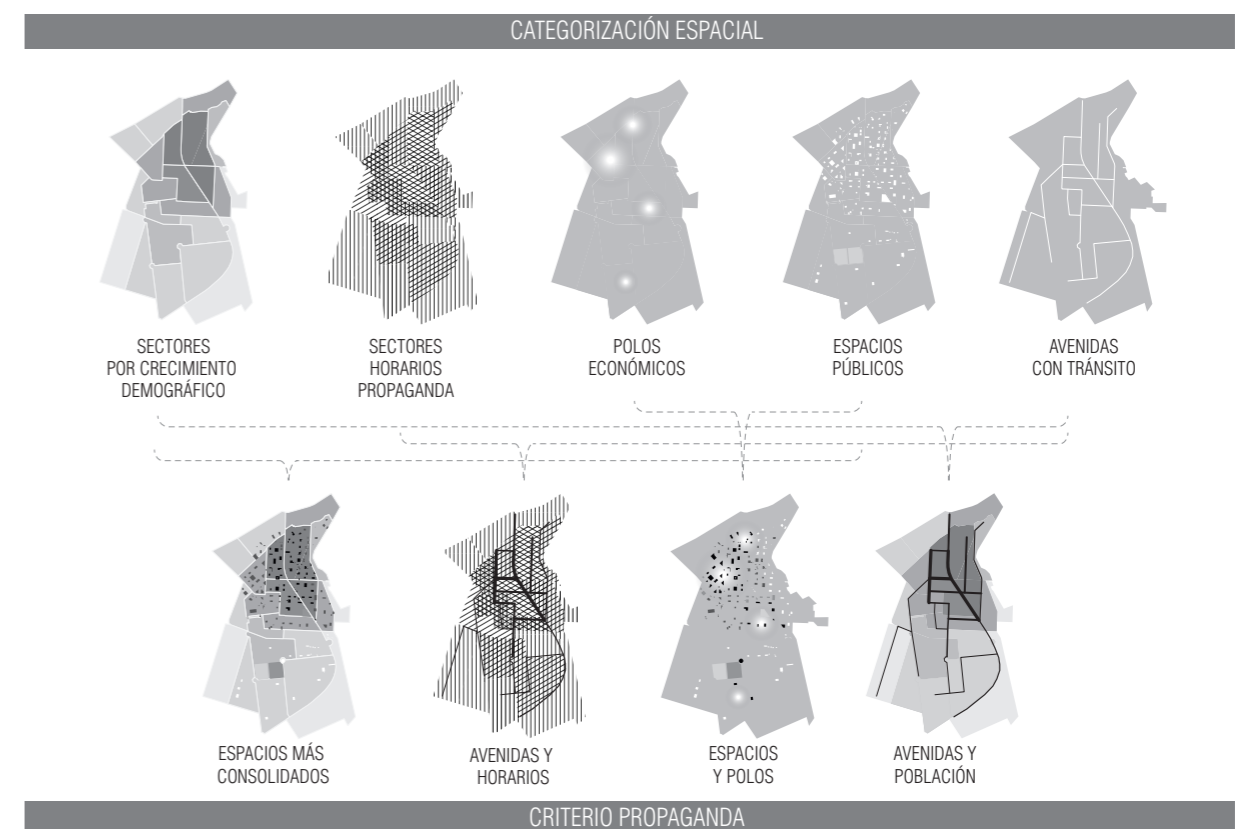 CATEGORIZACIÓN ESPACIAL
SECTORES
POR CRECIMIENTO
DEMOGRÁFICO
SECTORES
HORARIOS
PROPAGANDA
POLOS
ECONÓMICOS
ESPACIOS
PÚBLICOS
AVENIDAS
CON TRÁNSITO
ESPACIOS MÁS
CONSOLIDADOS
AVENIDAS Y
HORARIOS
ESPACIOS
Y POLOS
AVENIDAS Y
POBLACIÓN
CRITERIO PROPAGANDA